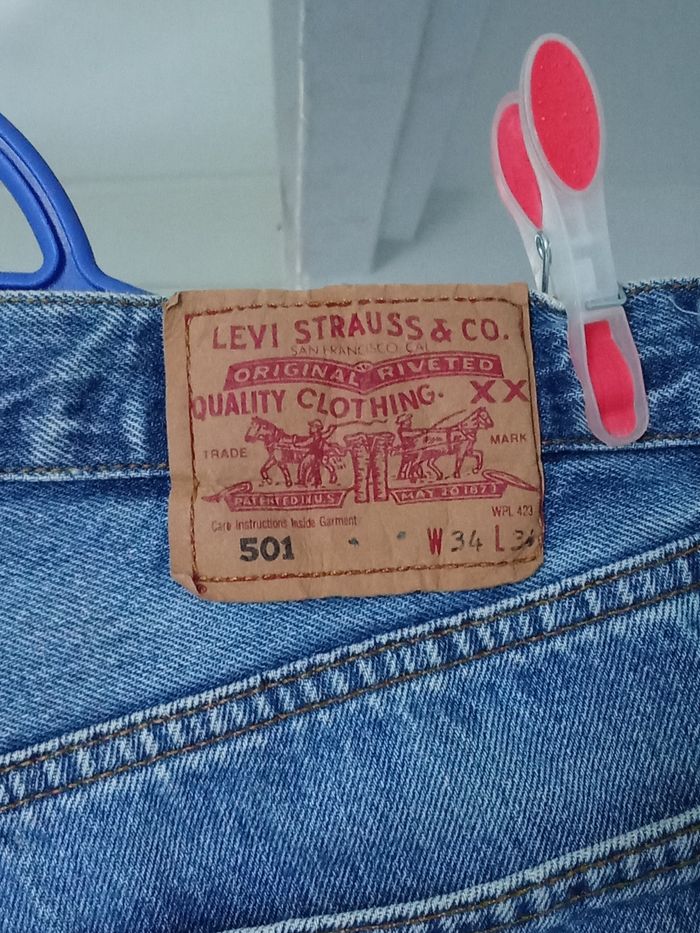 LEVI STRAUSS & CO.
SAN FRANCISCO, CAL
ORIGINAL RIVETED
QUALITY CLOTHING. XX
TRADE MARK
PATENTED IN U.S. MAY 20 1873
WPL 423
Care Instructions Inside Garment
501 W 34 L